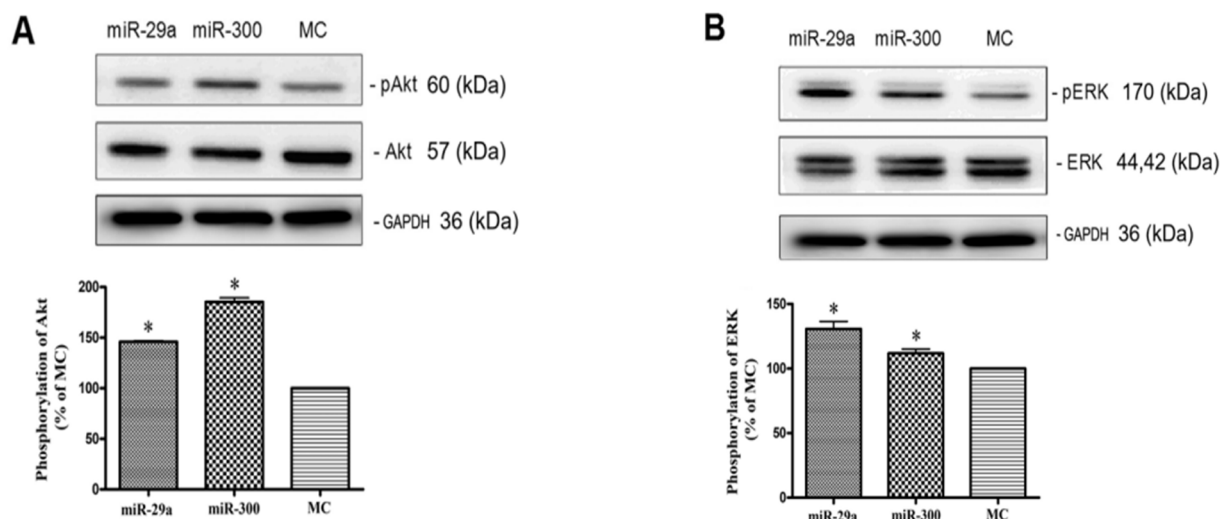 A
miR-29a miR-300 MC
- pAkt 60 (kDa)
- Akt 57 (kDa)
- GAPDH 36 (kDa)
Phosphorylation of Akt
(% of MC)
200
150
100
50
0
*
*
miR-29a miR-300 MC
B
miR-29a miR-300 MC
- pERK 170 (kDa)
- ERK 44,42 (kDa)
- GAPDH 36 (kDa)
Phosphorylation of ERK
(% of MC)
150
100
50
0
*
*
miR-29a miR-300 MC